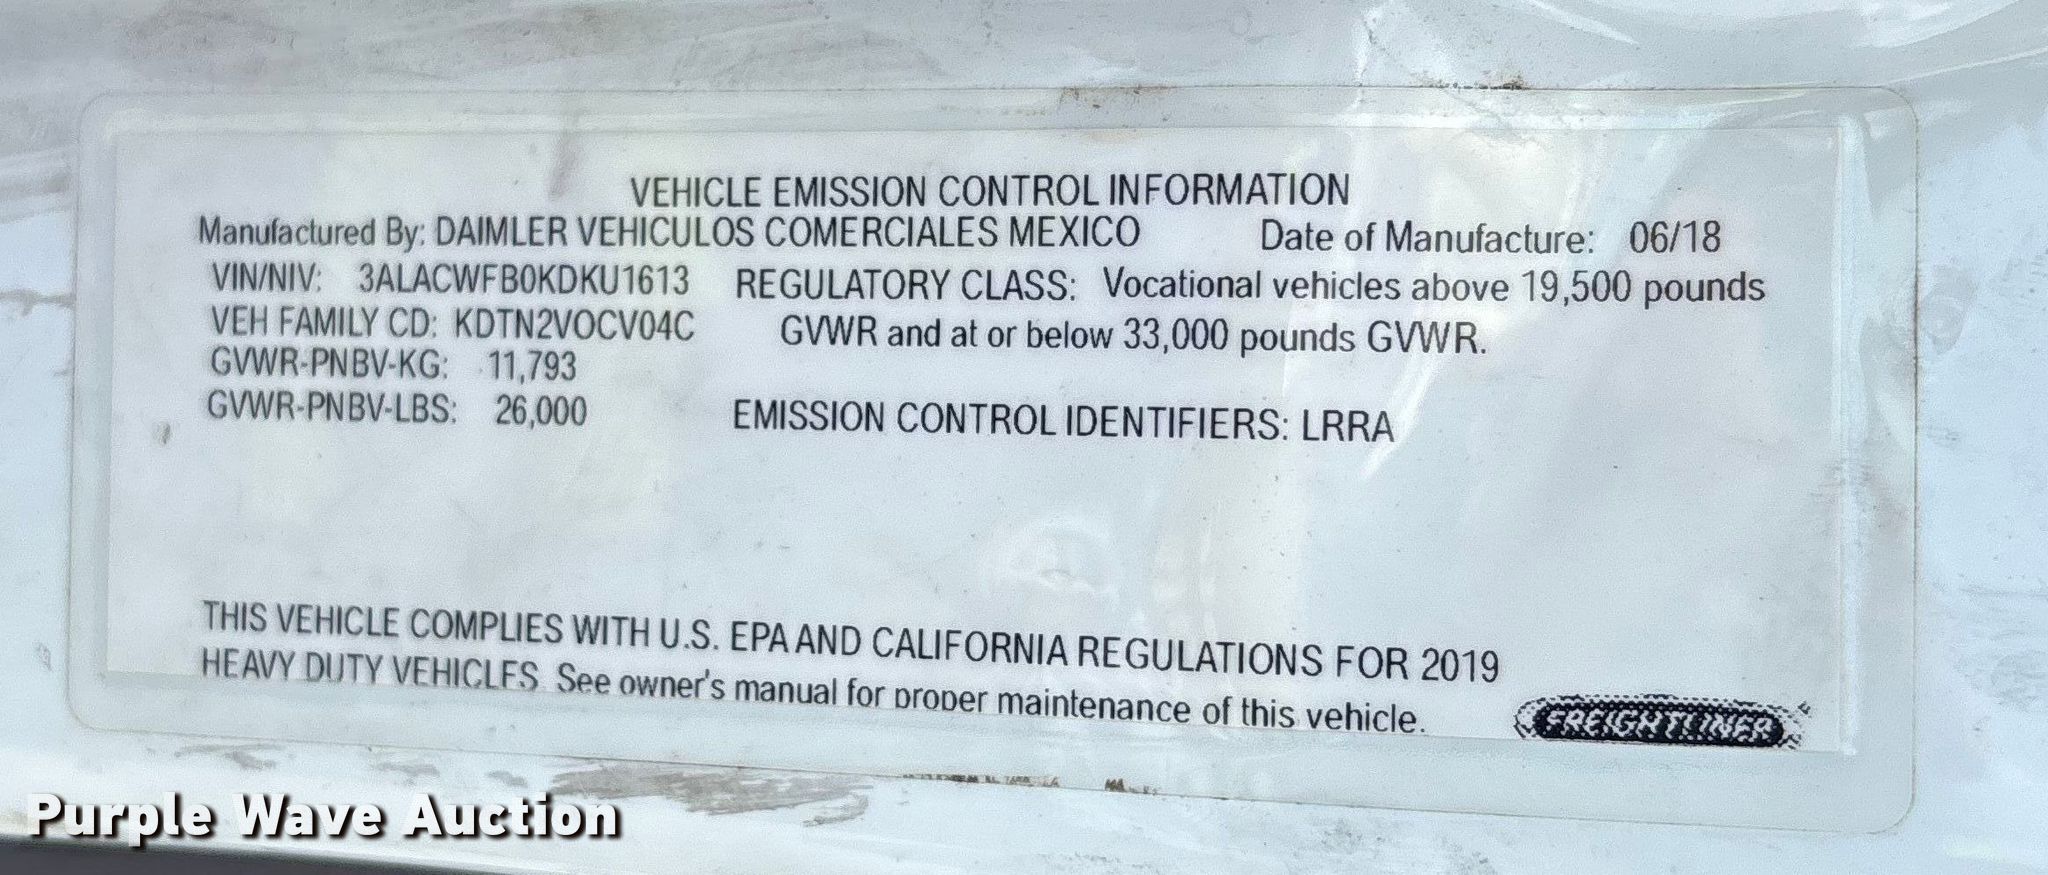 VEHICLE EMISSION CONTROL INFORMATION
Manufactured By: DAIMLER VEHICULOS COMERCIALES MEXICO Date of Manufacture: 06/18
VIN/NIV: 3ALACWFB0KDKU1613 REGULATORY CLASS: Vocational vehicles above 19,500 pounds
VEH FAMILY CD: KDTN2VOCV04C GVWR and at or below 33,000 pounds GVWR.
GVWR-PNBV-KG: 11,793
GVWR-PNBV-LBS: 26,000 EMISSION CONTROL IDENTIFIERS: LRRA
THIS VEHICLE COMPLIES WITH U.S. EPA AND CALIFORNIA REGULATIONS FOR 2019
HEAVY DUTY VEHICLES. See owner's manual for proper maintenance of this vehicle.
FREIGHTLINER
Purple Wave Auction